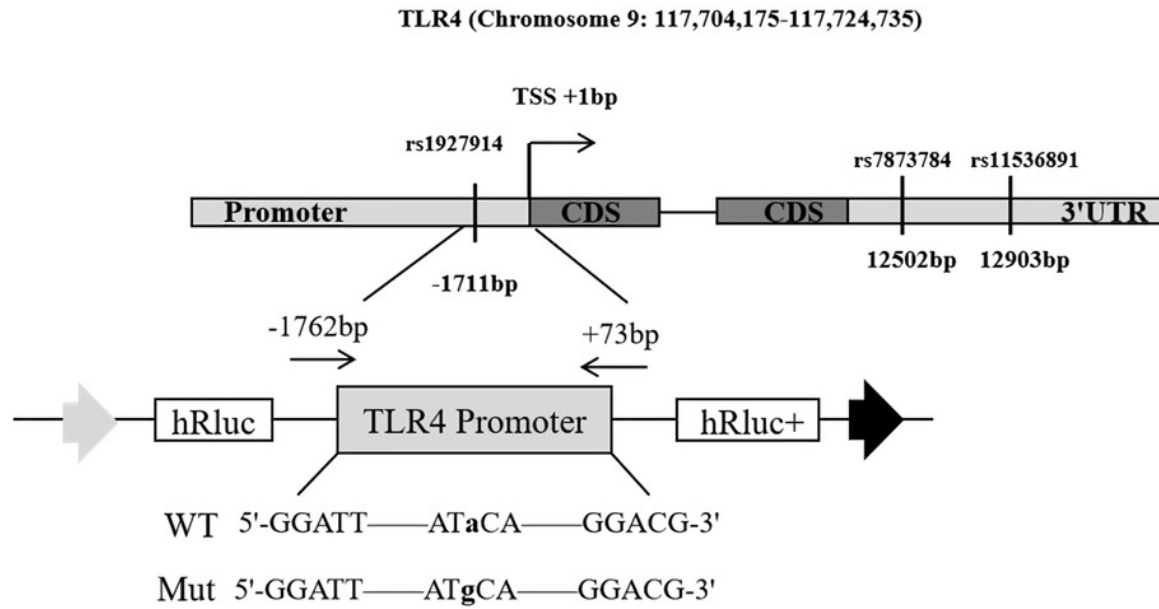 TLR4 (Chromosome 9: 117,704,175-117,724,735)
TSS +1bp
rs1927914
rs7873784 rs11536891
Promoter CDS CDS 3'UTR
-1711bp 12502bp 12903bp
-1762bp +73bp
hRluc TLR4 Promoter hRluc+
WT 5'-GGATT——ATaCA——GGACG-3'
Mut 5'-GGATT——ATgCA——GGACG-3'